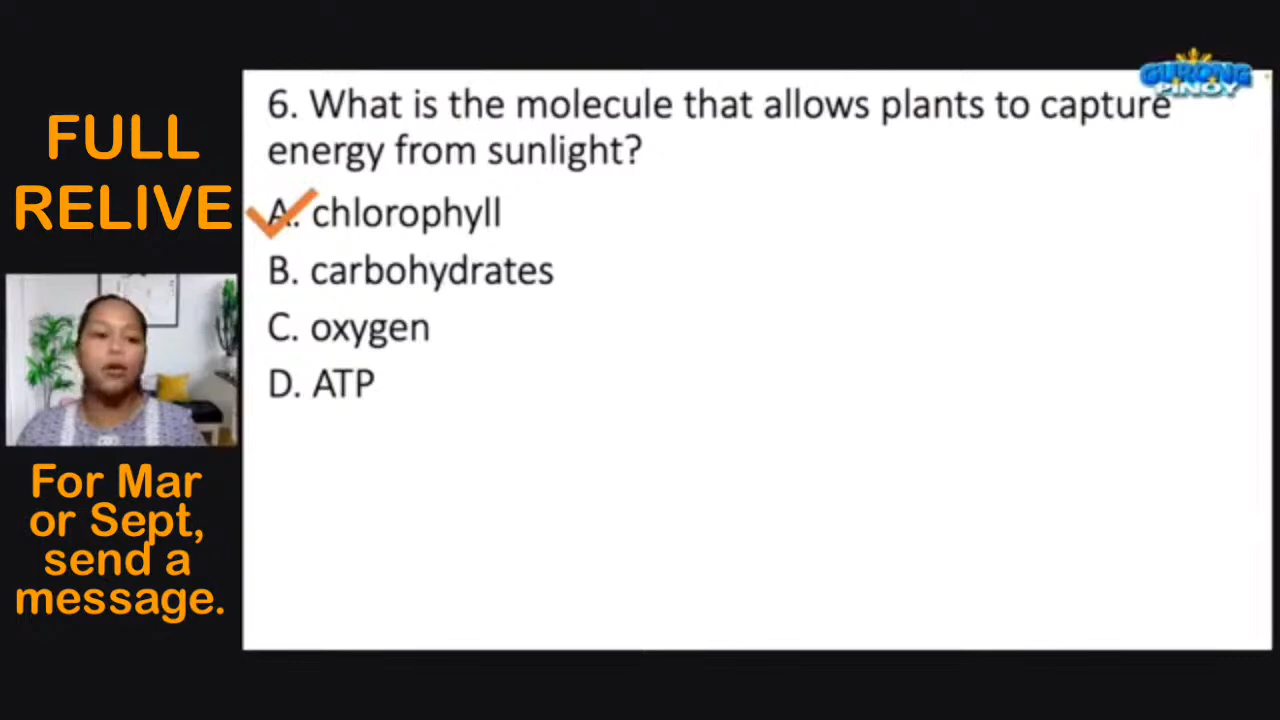 FULL
RELIVE
For Mar
or Sept,
send a
message.
GURONG
PINOY
6. What is the molecule that allows plants to capture
energy from sunlight?
A. chlorophyll
B. carbohydrates
C. oxygen
D. ATP